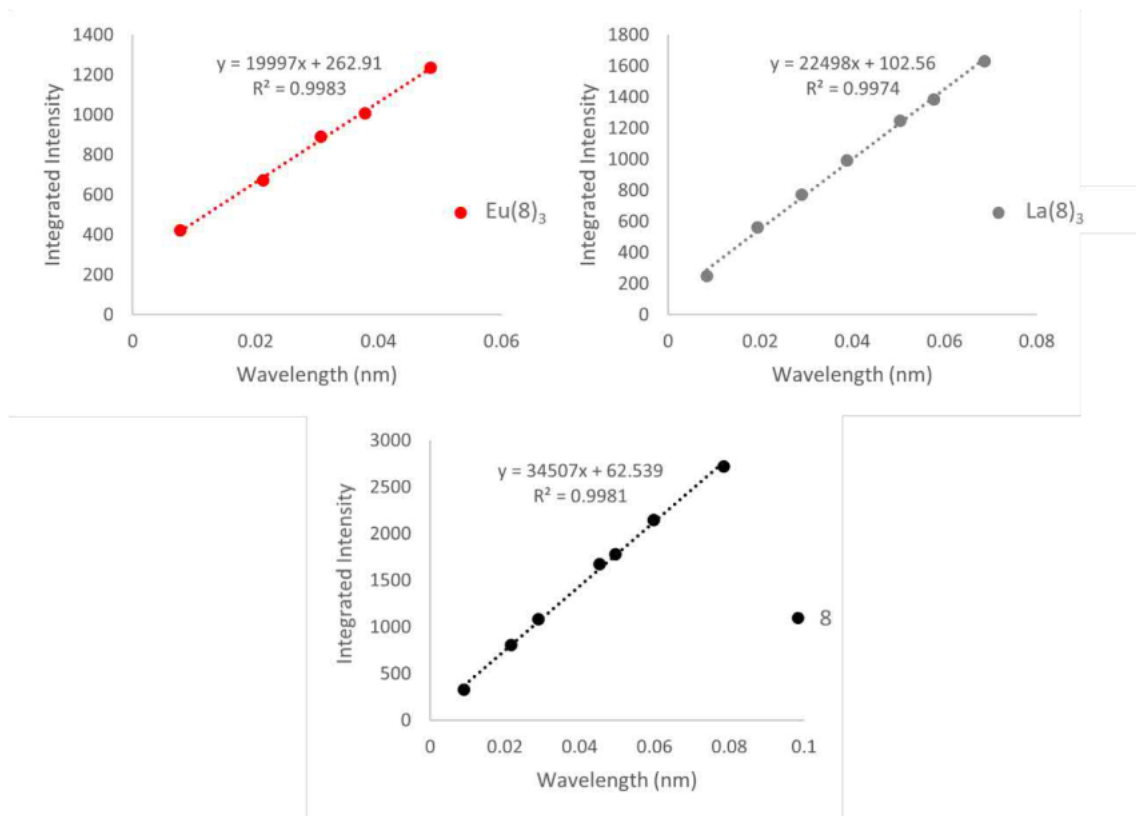 1400
1200
1000
800
600
400
200
0
Integrated Intensity
y = 19997x + 262.91
R² = 0.9983
Eu(8)₃
0 0.02 0.04 0.06
Wavelength (nm)
1800
1600
1400
1200
1000
800
600
400
200
0
Integrated Intensity
y = 22498x + 102.56
R² = 0.9974
La(8)₃
0 0.02 0.04 0.06 0.08
Wavelength (nm)
3000
2500
2000
1500
1000
500
0
Integrated Intensity
y = 34507x + 62.539
R² = 0.9981
8
0 0.02 0.04 0.06 0.08 0.1
Wavelength (nm)